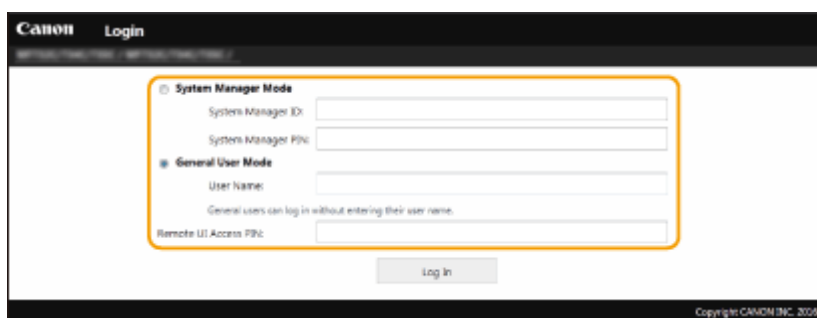 Canon Login
System Manager Mode
System Manager ID:
System Manager PIN:
General User Mode
User Name:
General users can log in without entering their user name.
Remote UI Access PIN:
Log In
Copyright CANON INC. 2016